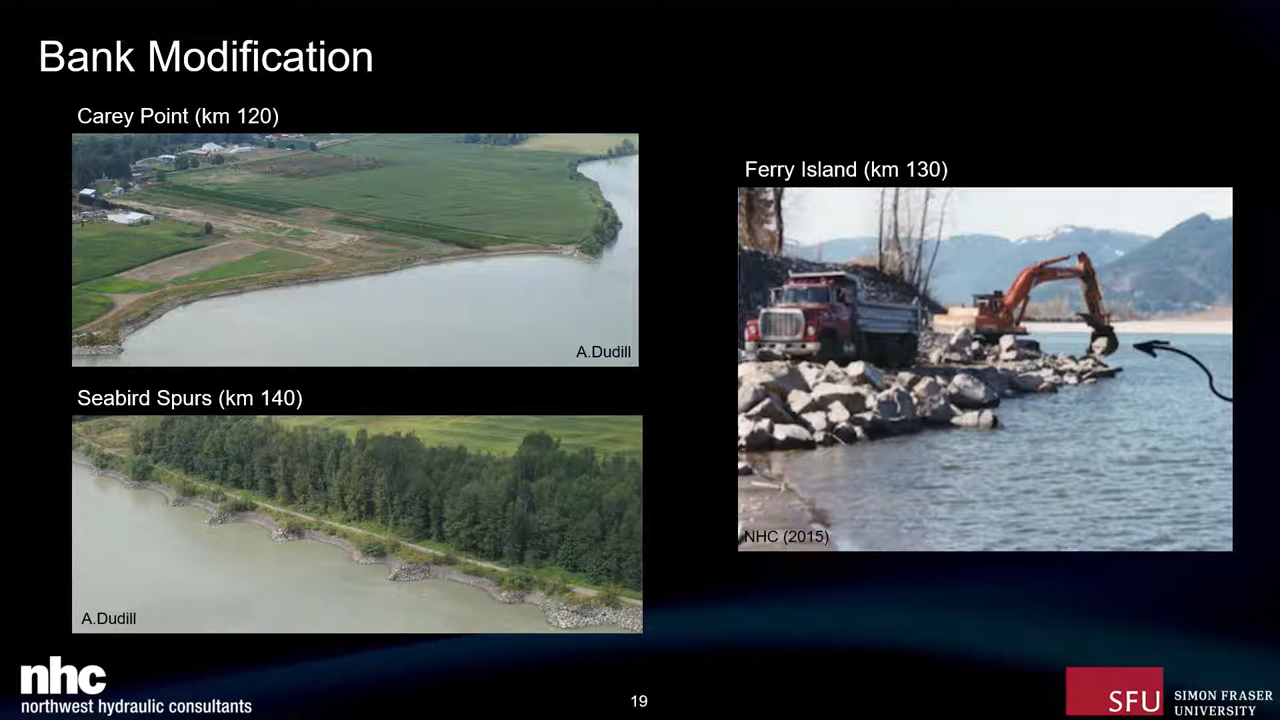 Bank Modification
Carey Point (km 120)
A.Dudill
Seabird Spurs (km 140)
A.Dudill
Ferry Island (km 130)
NHC (2015)
nhc
northwest hydraulic consultants
19
SFU
SIMON FRASER
UNIVERSITY